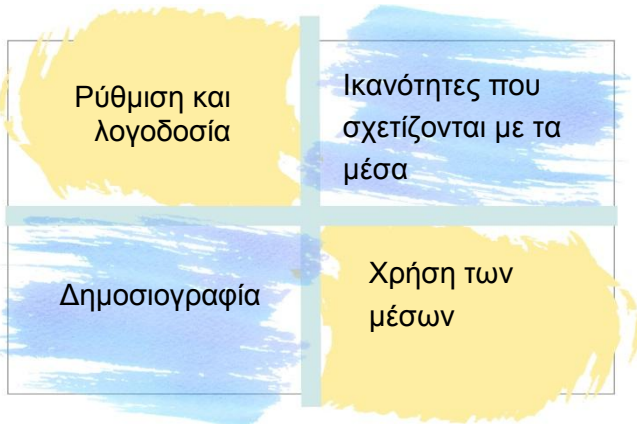 Ρύθμιση και
λογοδοσία
Ικανότητες που
σχετίζονται με τα
μέσα
Δημοσιογραφία
Χρήση των
μέσων